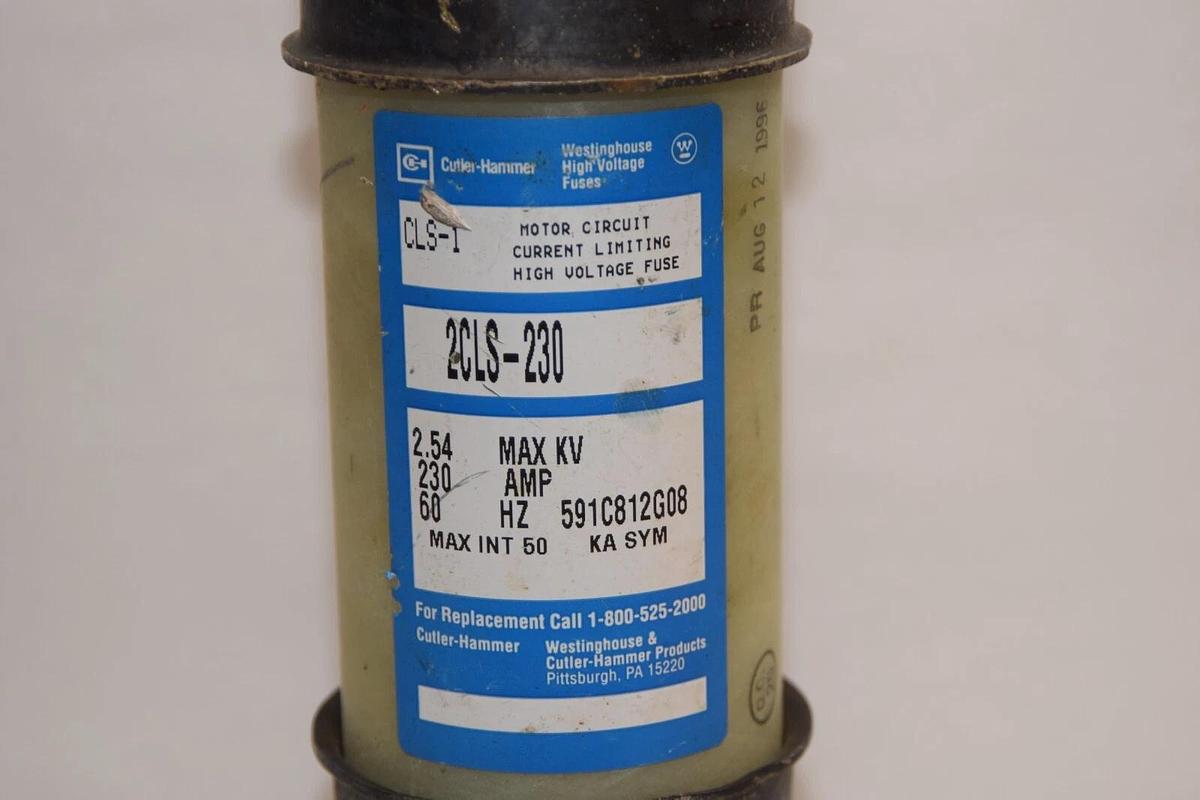 Cutler-Hammer
Westinghouse
High Voltage
Fuses
W
CLS-1
MOTOR CIRCUIT
CURRENT LIMITING
HIGH VOLTAGE FUSE
2CLS-230
2.54 MAX KV
230 AMP
60 HZ 591C812G08
MAX INT 50 KA SYM
For Replacement Call 1-800-525-2000
Cutler-Hammer
Westinghouse &
Cutler-Hammer Products
Pittsburgh, PA 15220
PR AUG 12 1996